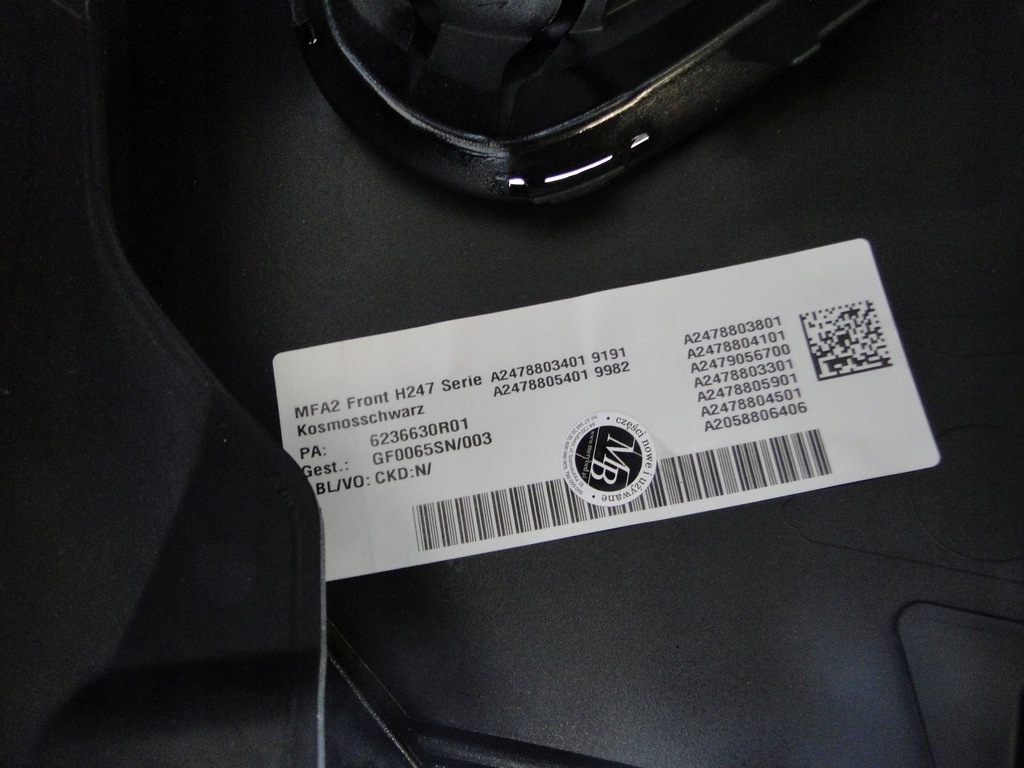 MFA2 Front H247 Serie A2478803401 9191
A2478805401 9982
Kosmosschwarz
PA: 6236630R01
Gest.: GF0065SN/003
BL/VO: CKD:N/
A2478803801
A2478804101
A2479056700
A2478803301
A2478805901
A2478804501
A2058806406
części nowe i używane
MB